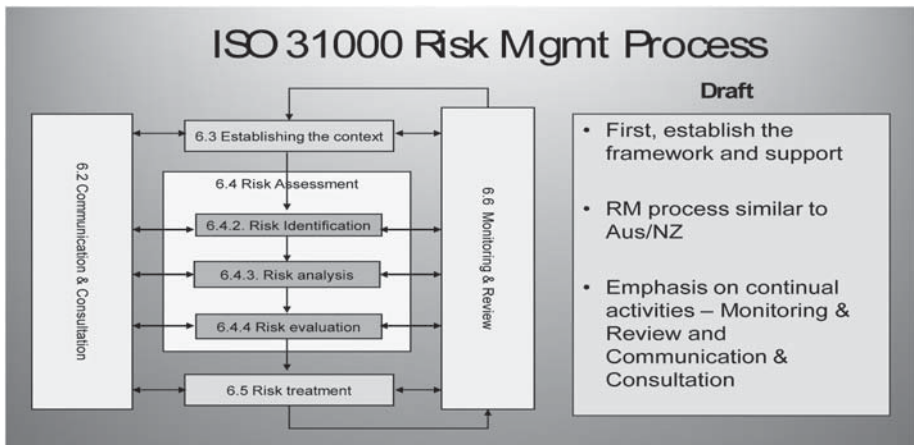 ISO 31000 Risk Mgmt Process
6.2 Communication & Consultation
6.3 Establishing the context
6.4 Risk Assessment
6.4.2. Risk Identification
6.4.3. Risk analysis
6.4.4 Risk evaluation
6.5 Risk treatment
6.6 Monitoring & Review
Draft
• First, establish the
framework and support
• RM process similar to
Aus/NZ
• Emphasis on continual
activities – Monitoring &
Review and
Communication &
Consultation